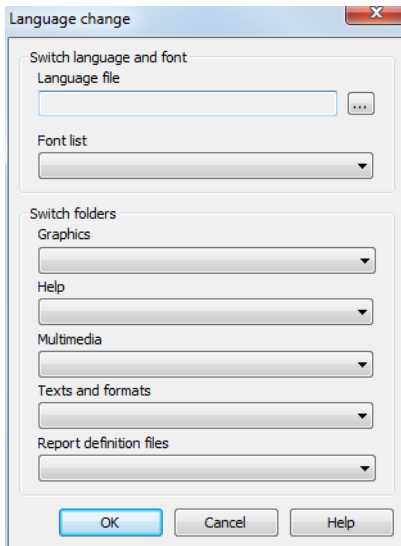 Language change
Switch language and font
Language file
...
Font list
Switch folders
Graphics
Help
Multimedia
Texts and formats
Report definition files
OK Cancel Help